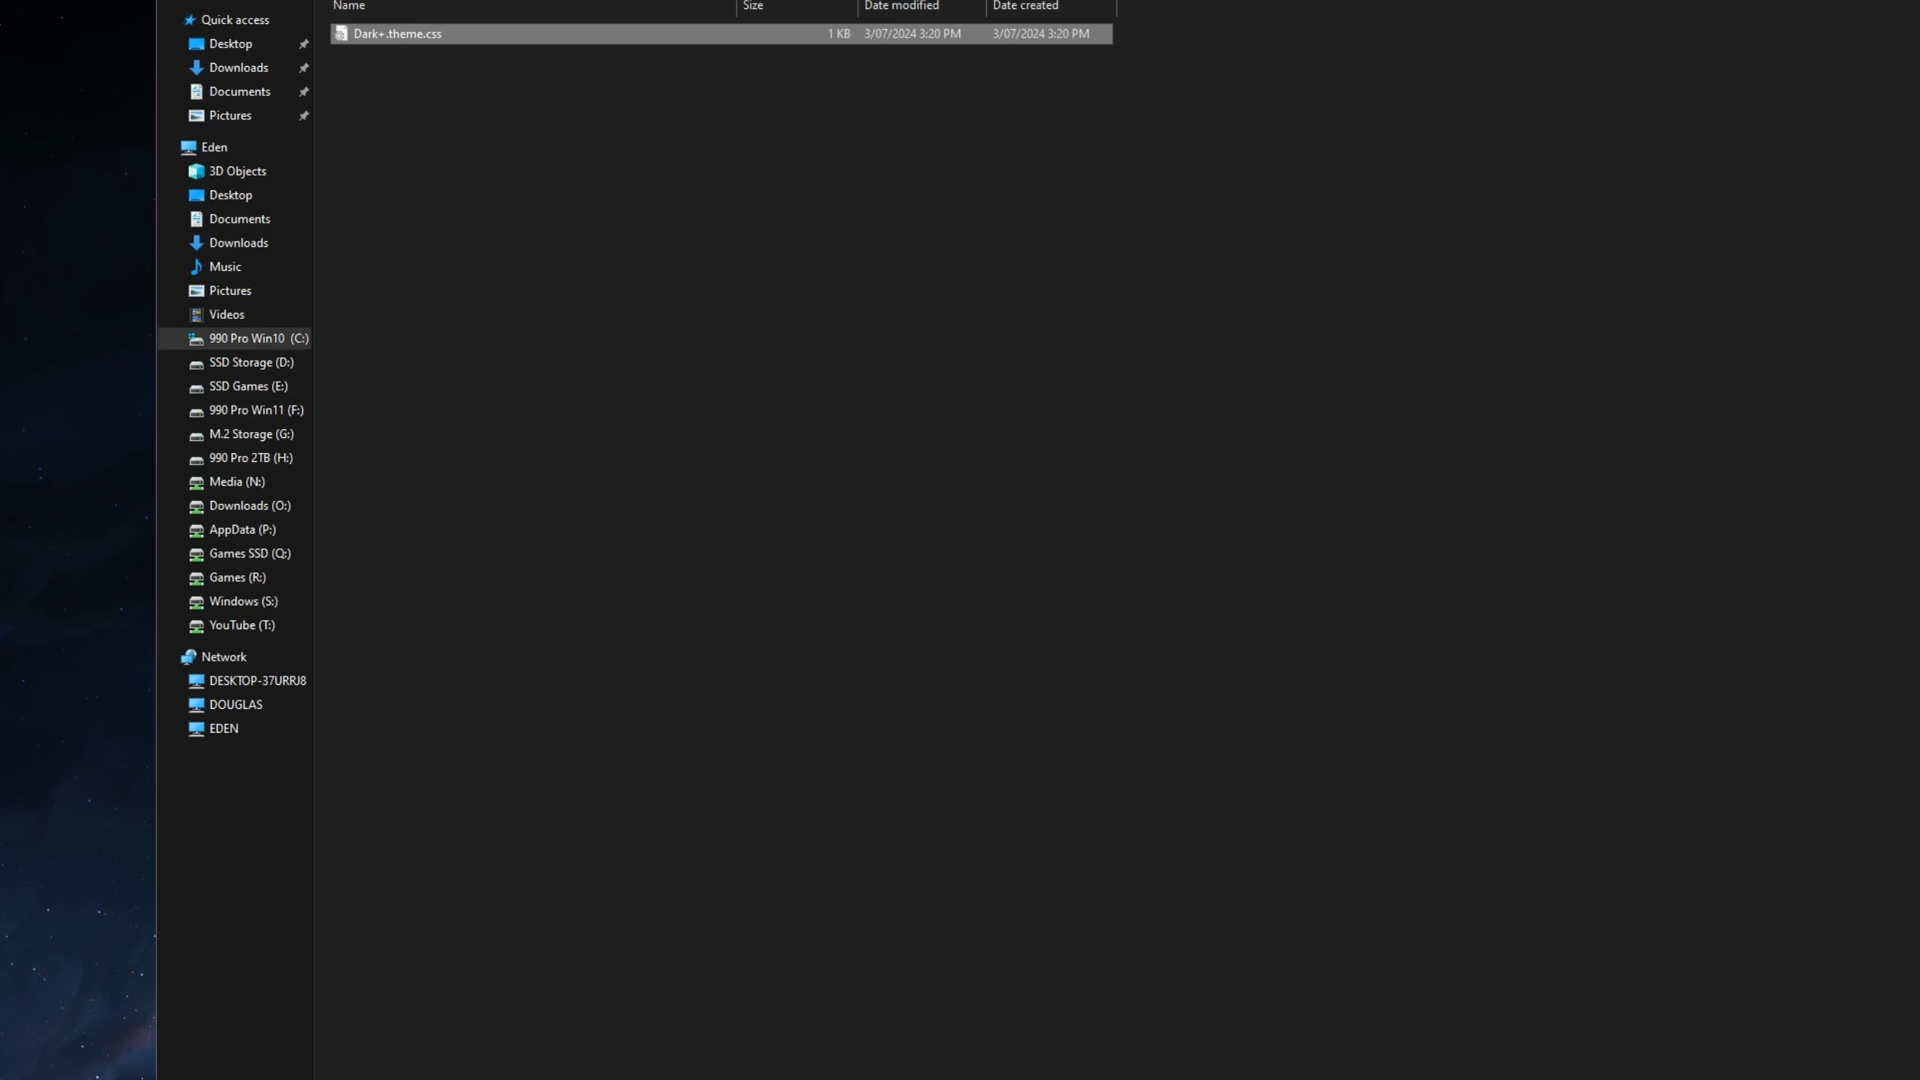 Name Size Date modified Date created
Quick access
Dark+.theme.css 1 KB 3/07/2024 3:20 PM 3/07/2024 3:20 PM
Desktop
Downloads
Documents
Pictures
Eden
3D Objects
Desktop
Documents
Downloads
Music
Pictures
Videos
990 Pro Win10 (C:)
SSD Storage (D:)
SSD Games (E:)
990 Pro Win11 (F:)
M.2 Storage (G:)
990 Pro 2TB (H:)
Media (N:)
Downloads (O:)
AppData (P:)
Games SSD (Q:)
Games (R:)
Windows (S:)
YouTube (T:)
Network
DESKTOP-37URRJ8
DOUGLAS
EDEN